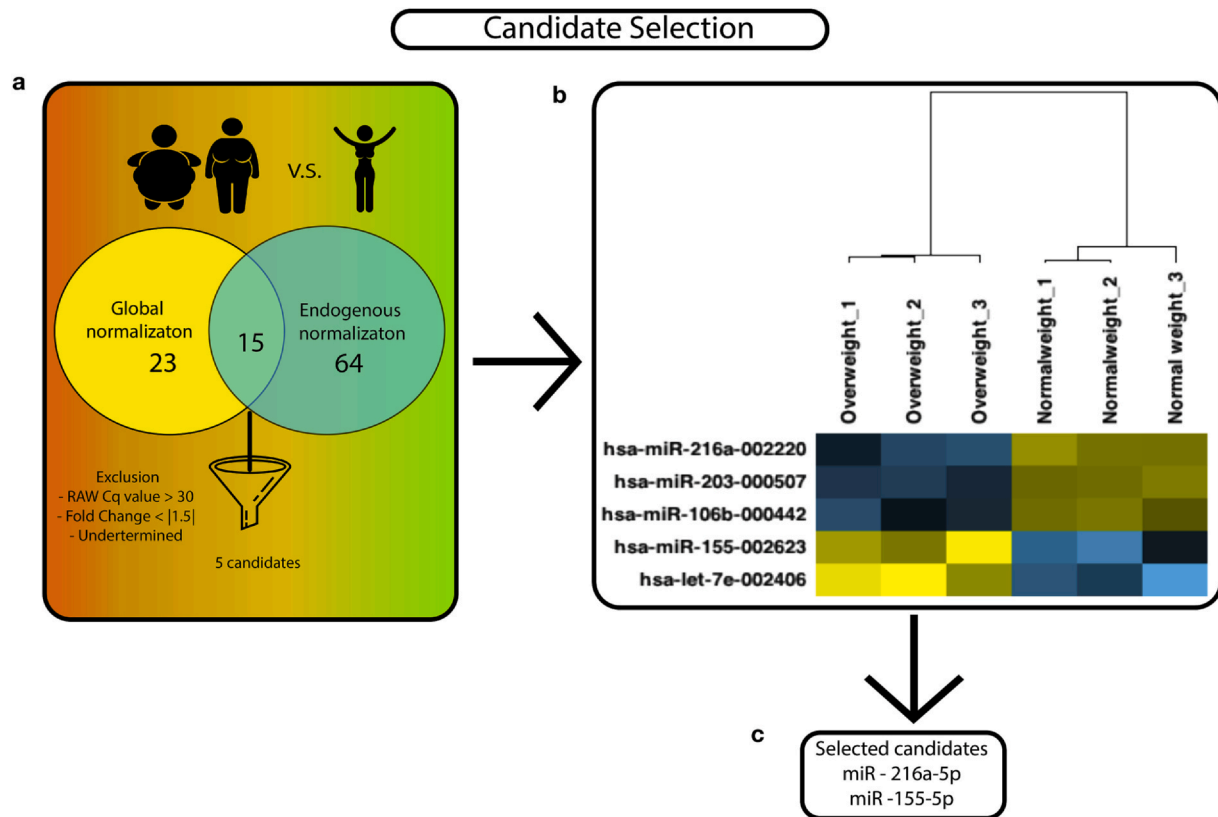 Candidate Selection
a
V.S.
Global
normalizaton
23
15
Endogenous
normalizaton
64
Exclusion
- RAW Cq value > 30
- Fold Change < |1.5|
- Undertermined
5 candidates
b
Overweight_1
Overweight_2
Overweight_3
Normalweight_1
Normalweight_2
Normal weight_3
hsa-miR-216a-002220
hsa-miR-203-000507
hsa-miR-106b-000442
hsa-miR-155-002623
hsa-let-7e-002406
c
Selected candidates
miR - 216a-5p
miR -155-5p